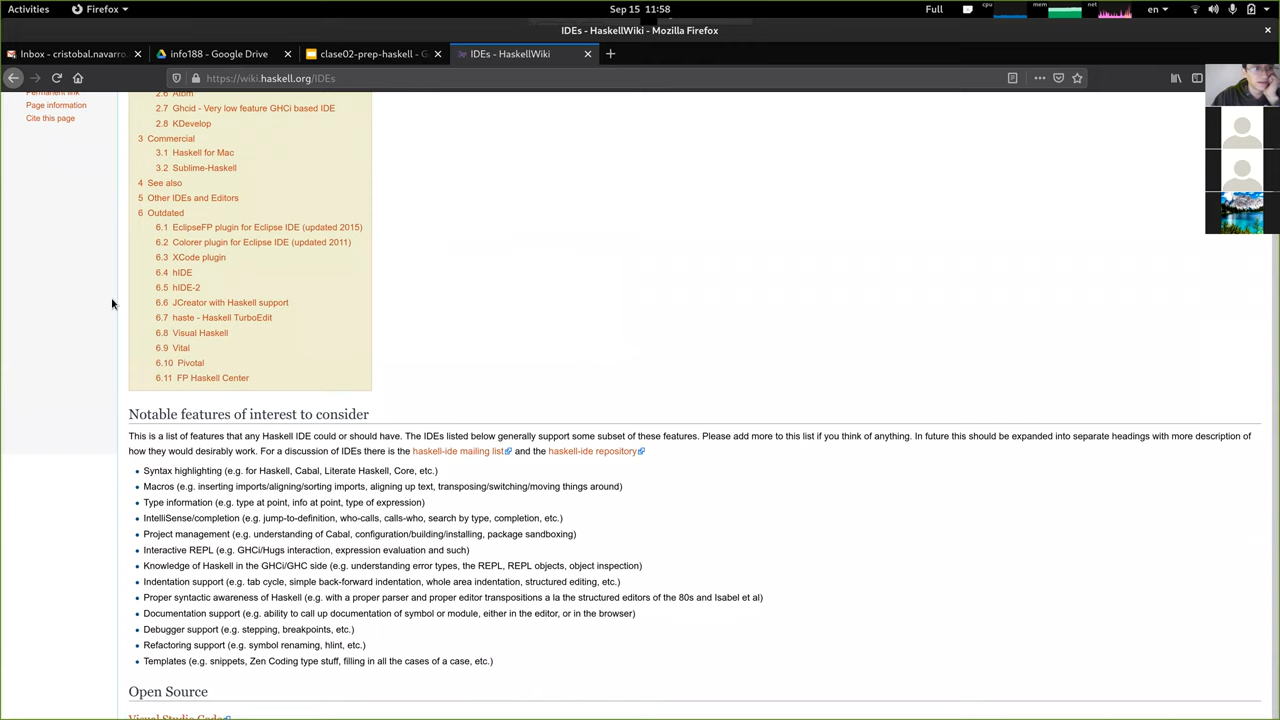 Activities
Firefox
Sep 15 11:58
cpu
mem
net
Full
en
IDEs - HaskellWiki - Mozilla Firefox
Inbox - cristobal.navarro
info188 - Google Drive
clase02-prep-haskell - G
IDEs - HaskellWiki
https://wiki.haskell.org/IDEs
Permanent link
Page information
Cite this page
2.6 Atom
2.7 Ghcid - Very low feature GHCi based IDE
2.8 KDevelop
3 Commercial
3.1 Haskell for Mac
3.2 Sublime-Haskell
4 See also
5 Other IDEs and Editors
6 Outdated
6.1 EclipseFP plugin for Eclipse IDE (updated 2015)
6.2 Colorer plugin for Eclipse IDE (updated 2011)
6.3 XCode plugin
6.4 hIDE
6.5 hIDE-2
6.6 JCreator with Haskell support
6.7 haste - Haskell TurboEdit
6.8 Visual Haskell
6.9 Vital
6.10 Pivotal
6.11 FP Haskell Center
Notable features of interest to consider
This is a list of features that any Haskell IDE could or should have. The IDEs listed below generally support some subset of these features. Please add more to this list if you think of anything. In future this should be expanded into separate headings with more description of
how they would desirably work. For a discussion of IDEs there is the haskell-ide mailing list and the haskell-ide repository
Syntax highlighting (e.g. for Haskell, Cabal, Literate Haskell, Core, etc.)
Macros (e.g. inserting imports/aligning/sorting imports, aligning up text, transposing/switching/moving things around)
Type information (e.g. type at point, info at point, type of expression)
IntelliSense/completion (e.g. jump-to-definition, who-calls, calls-who, search by type, completion, etc.)
Project management (e.g. understanding of Cabal, configuration/building/installing, package sandboxing)
Interactive REPL (e.g. GHCi/Hugs interaction, expression evaluation and such)
Knowledge of Haskell in the GHCi/GHC side (e.g. understanding error types, the REPL, REPL objects, object inspection)
Indentation support (e.g. tab cycle, simple back-forward indentation, whole area indentation, structured editing, etc.)
Proper syntactic awareness of Haskell (e.g. with a proper parser and proper editor transpositions a la the structured editors of the 80s and Isabel et al)
Documentation support (e.g. ability to call up documentation of symbol or module, either in the editor, or in the browser)
Debugger support (e.g. stepping, breakpoints, etc.)
Refactoring support (e.g. symbol renaming, hlint, etc.)
Templates (e.g. snippets, Zen Coding type stuff, filling in all the cases of a case, etc.)
Open Source
Visual Studio Code